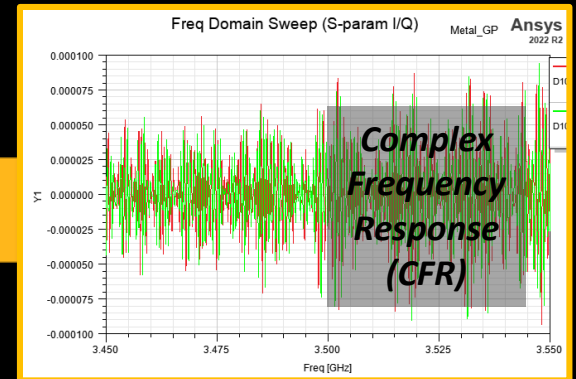 Freq Domain Sweep (S-param I/Q)
Metal_GP
Ansys
2022 R2
0.000100
0.000075
0.000050
0.000025
0.000000
-0.000025
-0.000050
-0.000075
-0.000100
Y1
D10
D10
Complex
Frequency
Response
(CFR)
3.450
3.475
3.500
3.525
3.550
Freq [GHz]